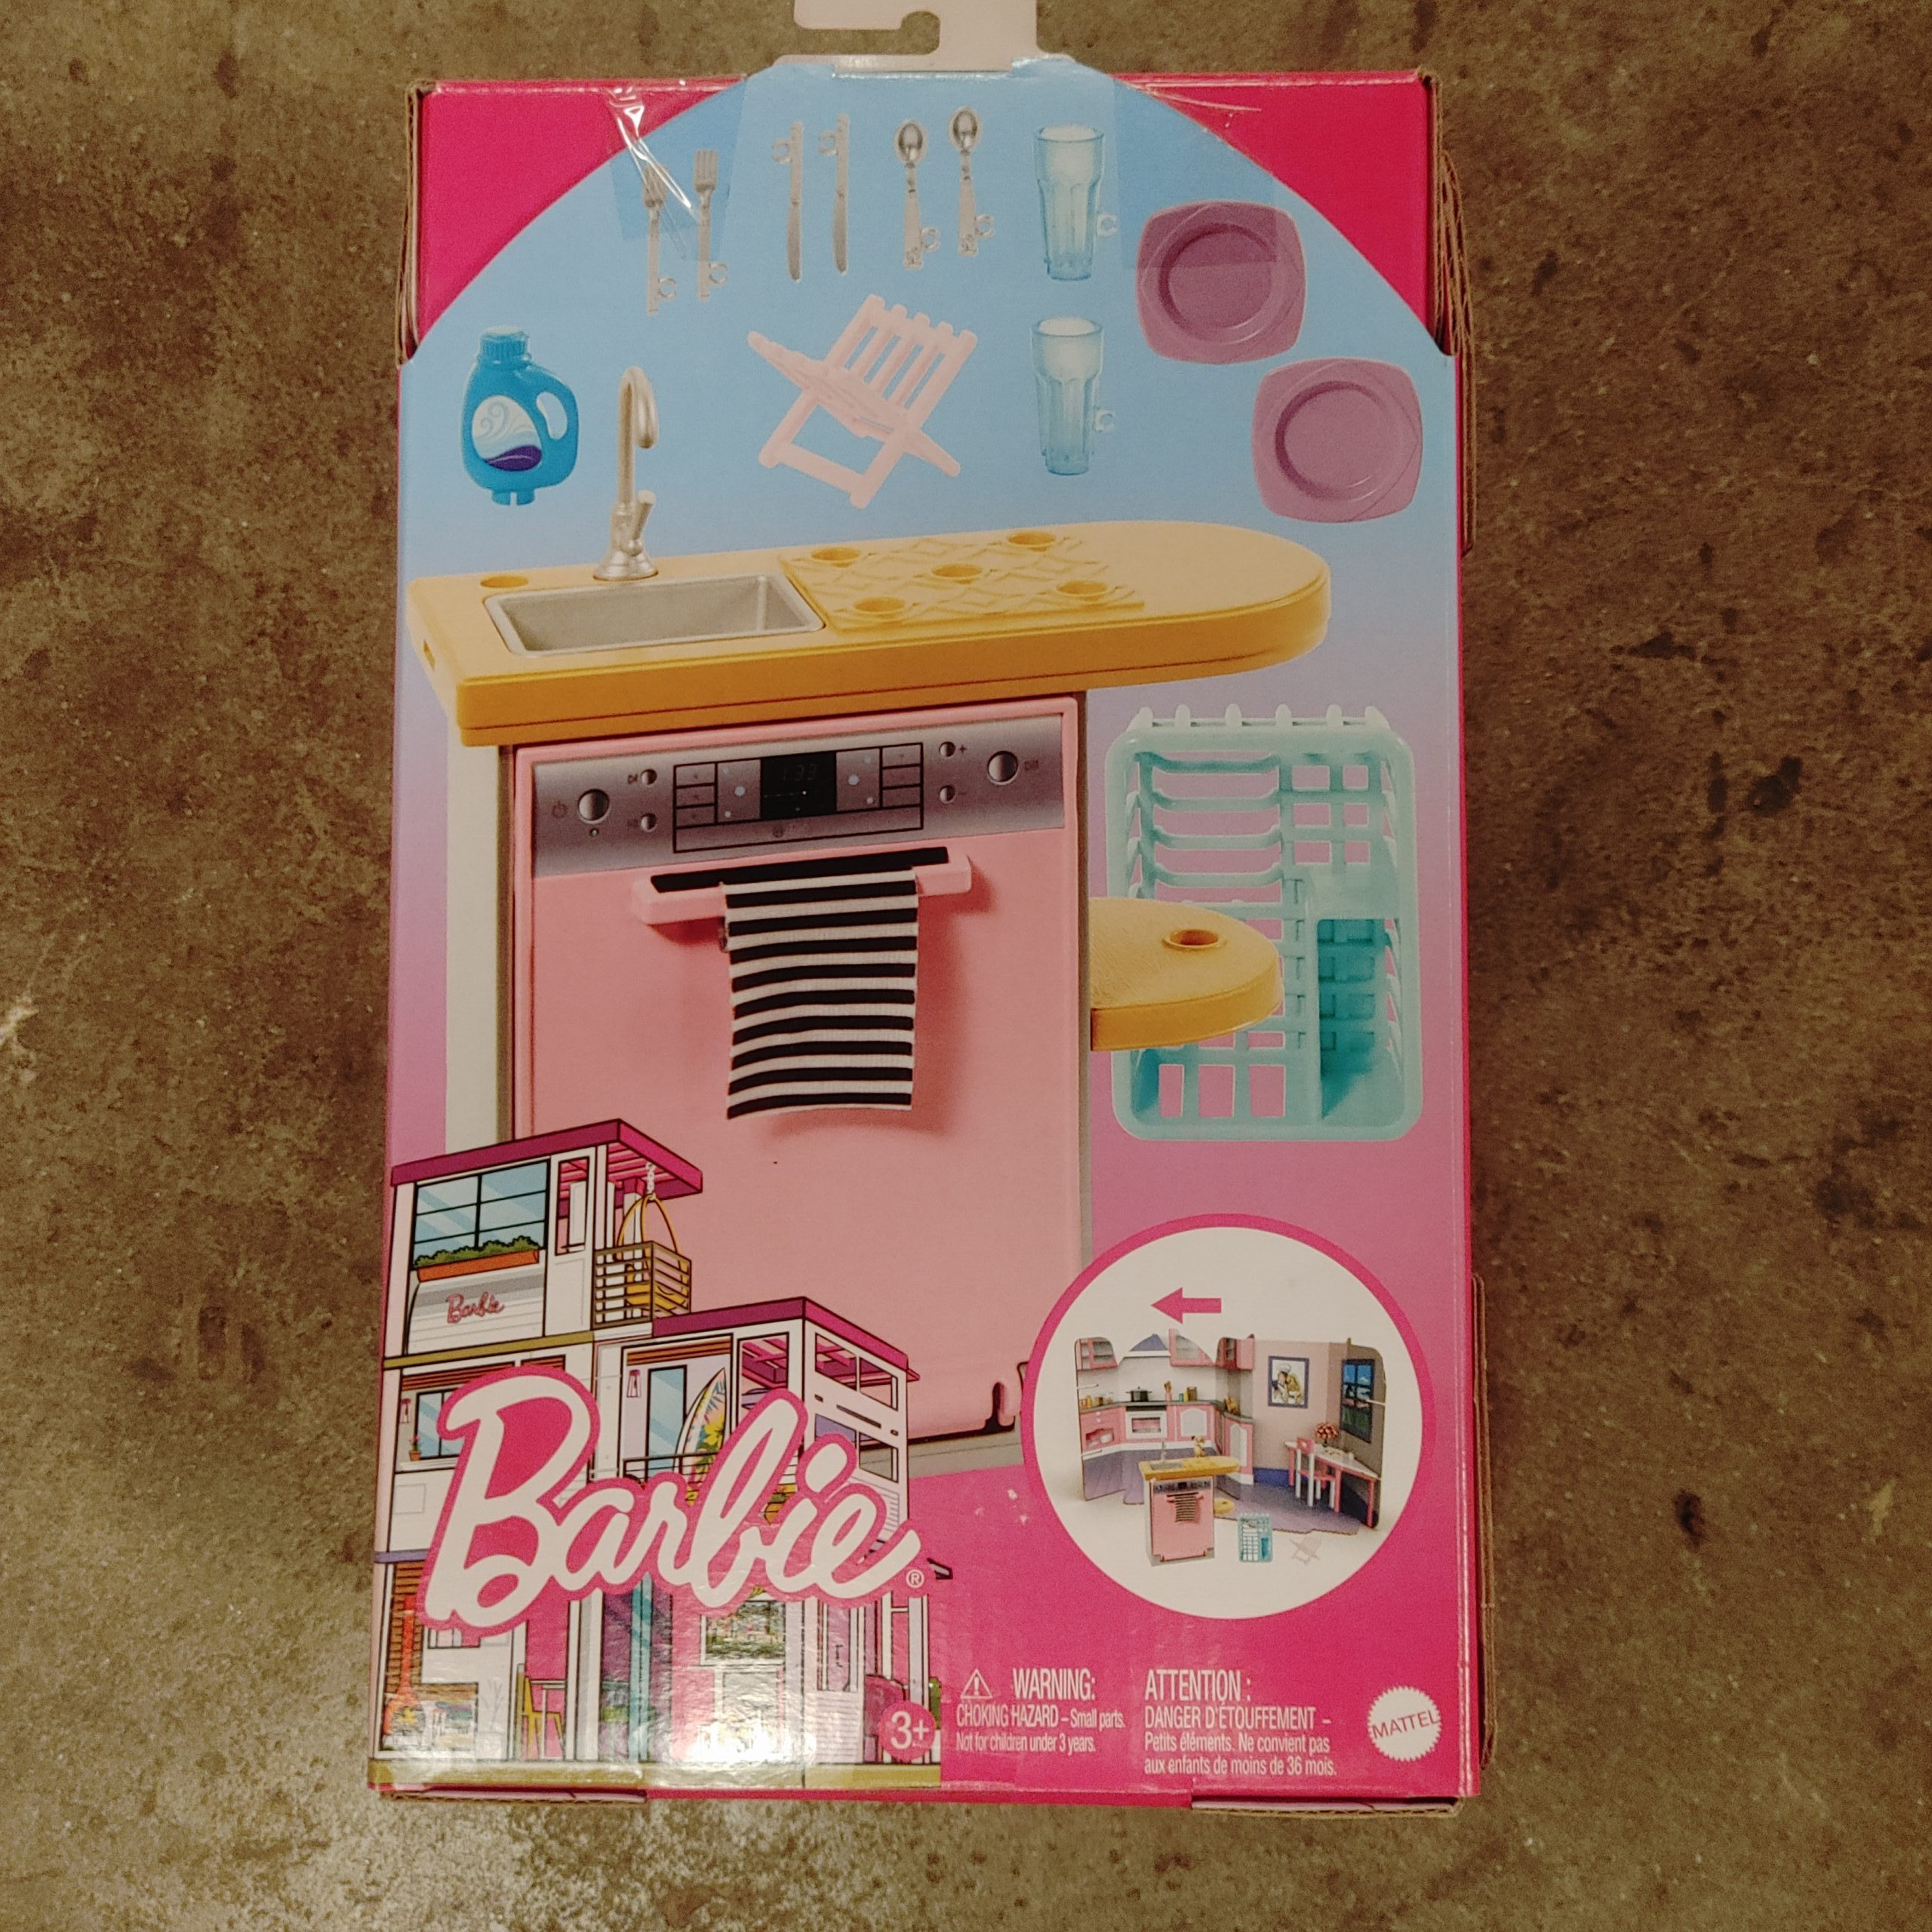 Barbie
Barbie®
3+
WARNING:
CHOKING HAZARD – Small parts.
Not for children under 3 years.
ATTENTION :
DANGER D'ÉTOUFFEMENT –
Petits éléments. Ne convient pas
aux enfants de moins de 36 mois.
MATTEL